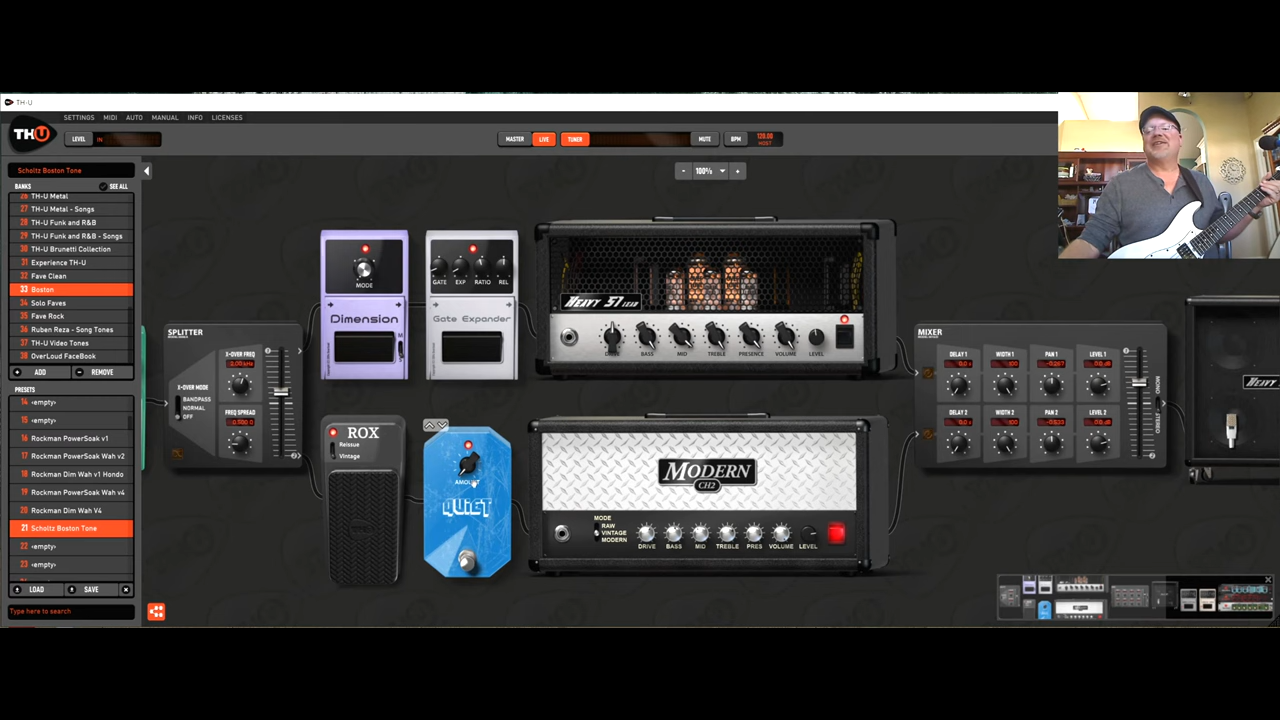 TH-U
SETTINGS MIDI AUTO MANUAL INFO LICENSES
THU
LEVEL IN
MASTER LIVE TUNER MUTE BPM 120.00 HOST
Scholtz Boston Tone
BANKS SEE ALL
26 TH-U Metal
27 TH-U Metal - Songs
28 TH-U Funk and R&B
29 TH-U Funk and R&B - Songs
30 TH-U Brunetti Collection
31 Experience TH-U
32 Fave Clean
33 Boston
34 Solo Faves
35 Fave Rock
36 Ruben Reza - Song Tones
37 TH-U Video Tones
38 OverLoud FaceBook
+ ADD - REMOVE
PRESETS
14 <empty>
15 <empty>
16 Rockman PowerSoak v1
17 Rockman PowerSoak Wah v2
18 Rockman Dim Wah v1 Hondo
19 Rockman PowerSoak Wah v4
20 Rockman Dim Wah V4
21 Scholtz Boston Tone
22 <empty>
23 <empty>
LOAD SAVE
Type here to search
- 100% +
SPLITTER
X-OVER FREQ
X-OVER MODE
BANDPASS
NORMAL
OFF
FREQ SPREAD
MODE
Dimension
GATE EXP RATIO REL
Gate Expander
HEAVY 51
DRIVE BASS MID TREBLE PRESENCE VOLUME LEVEL
ROX
Reissue
Vintage
AMOUNT
QUIET
MODERN
CH2
MODE
RAW
VINTAGE
MODERN
DRIVE BASS MID TREBLE PRES VOLUME LEVEL
MIXER
DELAY 1 WIDTH 1 PAN 1 LEVEL 1
DELAY 2 WIDTH 2 PAN 2 LEVEL 2
MONO
STEREO
HEAVY